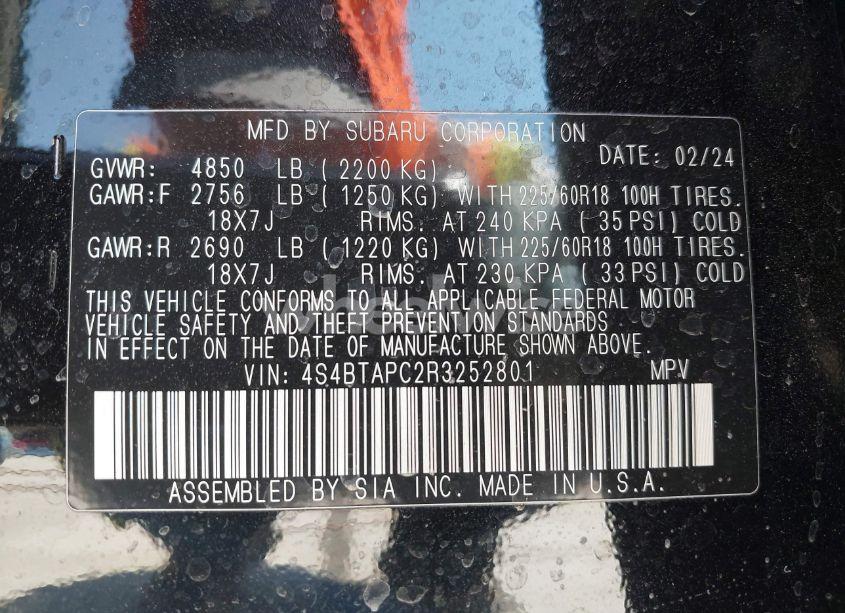 MFD BY SUBARU CORPORATION
DATE: 02/24
GVWR: 4850 LB ( 2200 KG)
GAWR:F 2756 LB ( 1250 KG) WITH 225/60R18 100H TIRES.
18X7J RIMS. AT 240 KPA ( 35 PSI) COLD
GAWR:R 2690 LB ( 1220 KG) WITH 225/60R18 100H TIRES.
18X7J RIMS. AT 230 KPA ( 33 PSI) COLD
THIS VEHICLE CONFORMS TO ALL APPLICABLE FEDERAL MOTOR
VEHICLE SAFETY AND THEFT PREVENTION STANDARDS
IN EFFECT ON THE DATE OF MANUFACTURE SHOWN ABOVE.
VIN: 4S4BTAPC2R3252801 MPV
ASSEMBLED BY SIA INC. MADE IN U.S.A.